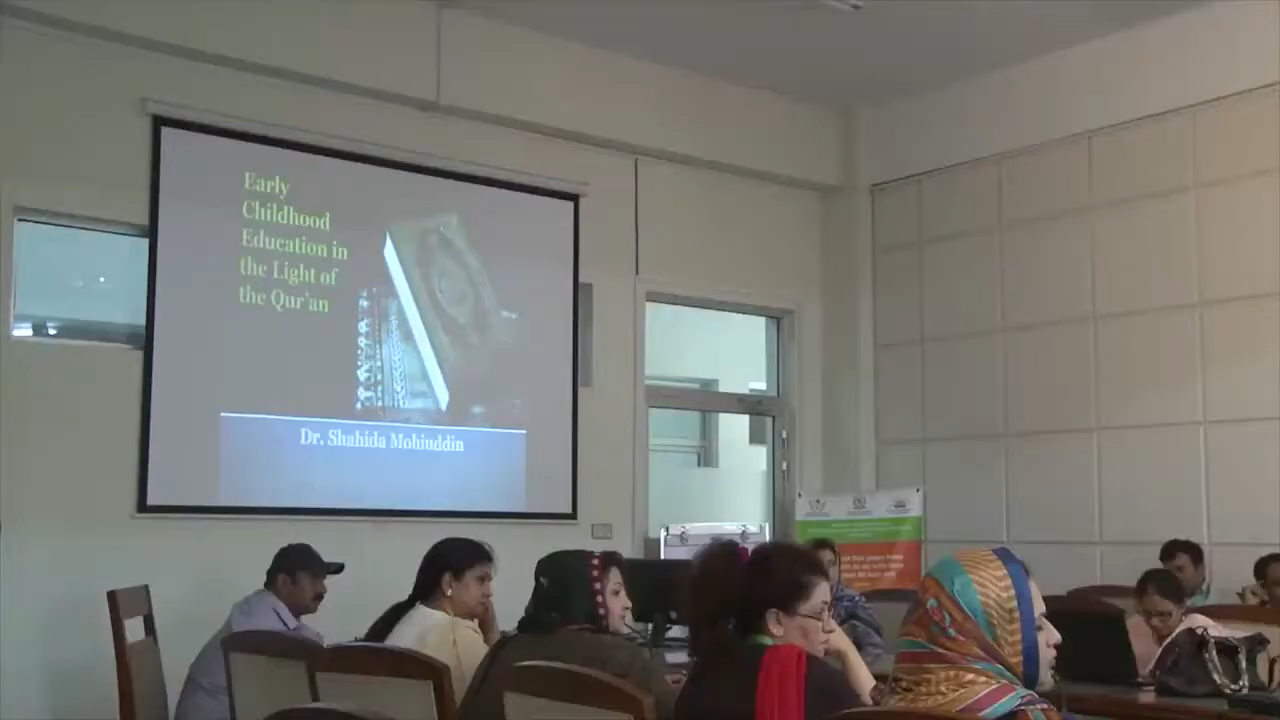 Early
Childhood
Education in
the Light of
the Qur'an
Dr. Shahida Mohiuddin